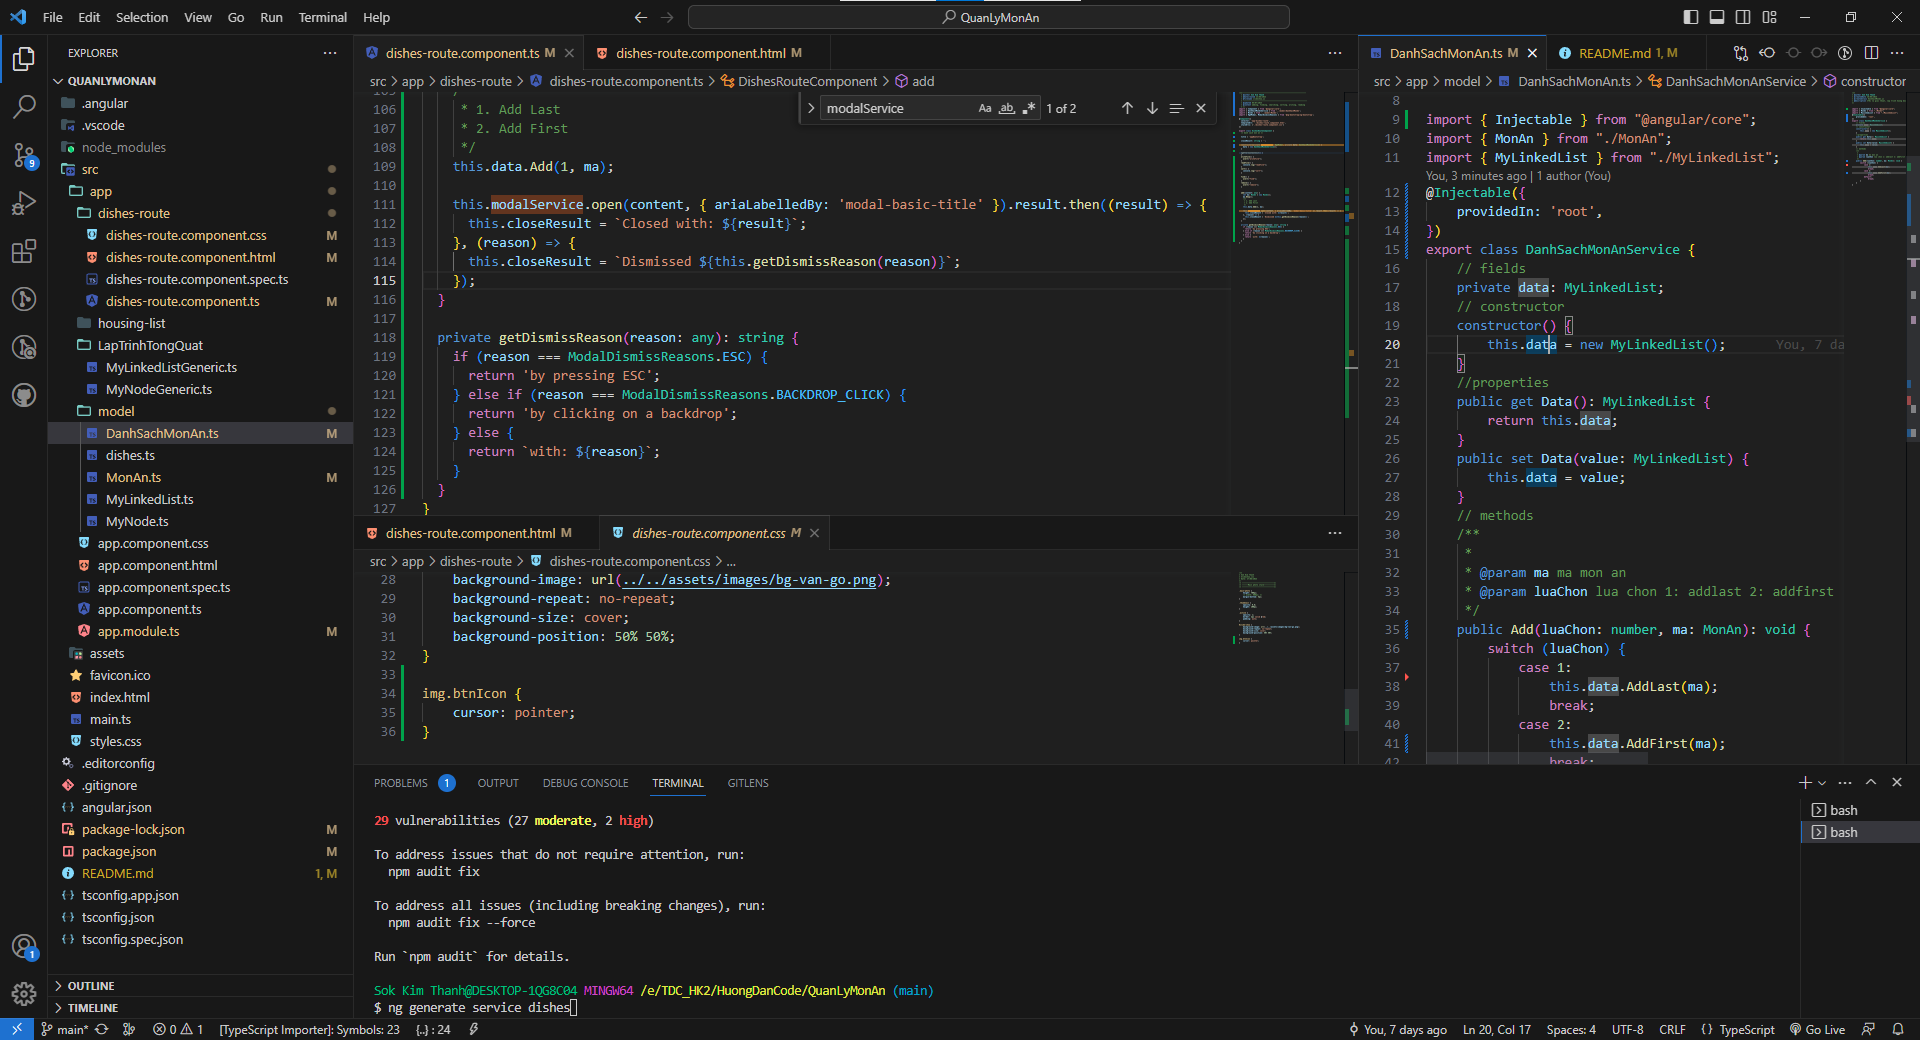 File Edit Selection View Go Run Terminal Help
QuanLyMonAn
EXPLORER
QUANLYMONAN
.angular
.vscode
node_modules
src
app
dishes-route
dishes-route.component.css M
dishes-route.component.html M
dishes-route.component.spec.ts
dishes-route.component.ts M
housing-list
LapTrinhTongQuat
MyLinkedListGeneric.ts
MyNodeGeneric.ts
model
DanhSachMonAn.ts M
dishes.ts
MonAn.ts M
MyLinkedList.ts
MyNode.ts
app.component.css
app.component.html
app.component.spec.ts
app.component.ts
app.module.ts M
assets
favicon.ico
index.html
main.ts
styles.css
.editorconfig
.gitignore
angular.json
package-lock.json M
package.json M
README.md 1, M
tsconfig.app.json
tsconfig.json
tsconfig.spec.json
OUTLINE
TIMELINE
9
1
dishes-route.component.ts M
dishes-route.component.html M
src > app > dishes-route > dishes-route.component.ts > DishesRouteComponent > add
modalService Aa ab .* 1 of 2
106 * 1. Add Last
107 * 2. Add First
108 */
109 this.data.Add(1, ma);
110
111 this.modalService.open(content, { ariaLabelledBy: 'modal-basic-title' }).result.then((result) => {
112 this.closeResult = `Closed with: ${result}`;
113 }, (reason) => {
114 this.closeResult = `Dismissed ${this.getDismissReason(reason)}`;
115 });
116 }
117
118 private getDismissReason(reason: any): string {
119 if (reason === ModalDismissReasons.ESC) {
120 return 'by pressing ESC';
121 } else if (reason === ModalDismissReasons.BACKDROP_CLICK) {
122 return 'by clicking on a backdrop';
123 } else {
124 return `with: ${reason}`;
125 }
126 }
127 }
dishes-route.component.html M
dishes-route.component.css M
src > app > dishes-route > dishes-route.component.css > ...
28 background-image: url(../../assets/images/bg-van-go.png);
29 background-repeat: no-repeat;
30 background-size: cover;
31 background-position: 50% 50%;
32 }
33
34 img.btnIcon {
35 cursor: pointer;
36 }
DanhSachMonAn.ts M
README.md 1, M
src > app > model > DanhSachMonAn.ts > DanhSachMonAnService > constructor
8
9 import { Injectable } from "@angular/core";
10 import { MonAn } from "./MonAn";
11 import { MyLinkedList } from "./MyLinkedList";
You, 3 minutes ago | 1 author (You)
12 @Injectable({
13 providedIn: 'root',
14 })
15 export class DanhSachMonAnService {
16 // fields
17 private data: MyLinkedList;
18 // constructor
19 constructor() {
20 this.data = new MyLinkedList(); You, 7 da
21 }
22 //properties
23 public get Data(): MyLinkedList {
24 return this.data;
25 }
26 public set Data(value: MyLinkedList) {
27 this.data = value;
28 }
29 // methods
30 /**
31 *
32 * @param ma ma mon an
33 * @param luaChon lua chon 1: addlast 2: addfirst
34 */
35 public Add(luaChon: number, ma: MonAn): void {
36 switch (luaChon) {
37 case 1:
38 this.data.AddLast(ma);
39 break;
40 case 2:
41 this.data.AddFirst(ma);
42 break;
PROBLEMS 1 OUTPUT DEBUG CONSOLE TERMINAL GITLENS
29 vulnerabilities (27 moderate, 2 high)
To address issues that do not require attention, run:
npm audit fix
To address all issues (including breaking changes), run:
npm audit fix --force
Run `npm audit` for details.
Sok Kim Thanh@DESKTOP-1QG8C04 MINGW64 /e/TDC_HK2/HuongDanCode/QuanLyMonAn (main)
$ ng generate service dishes
bash
bash
main* 0 1 [TypeScript Importer]: Symbols: 23 {..} : 24
You, 7 days ago Ln 20, Col 17 Spaces: 4 UTF-8 CRLF {} TypeScript Go Live